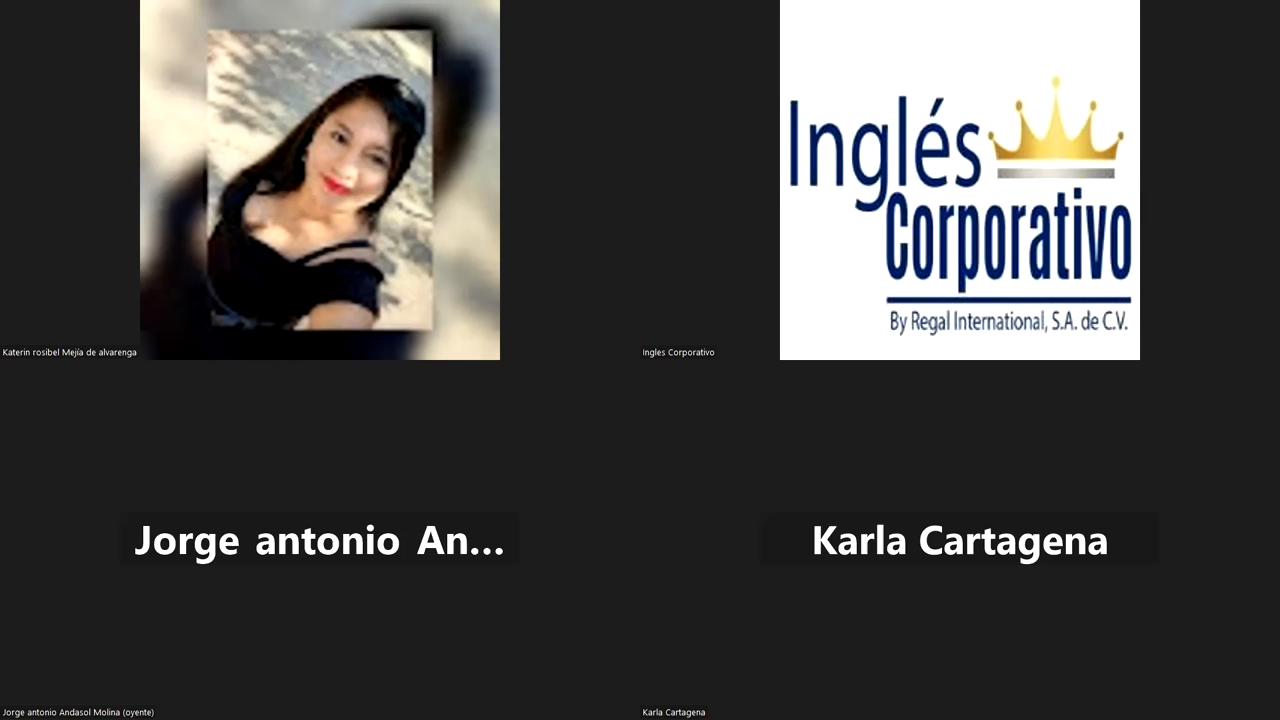 Katerin rosibel Mejía de alvarenga
Inglés
Corporativo
By Regal International, S.A. de C.V.
Ingles Corporativo
Jorge antonio An...
Karla Cartagena
Jorge antonio Andasol Molina (oyente)
Karla Cartagena